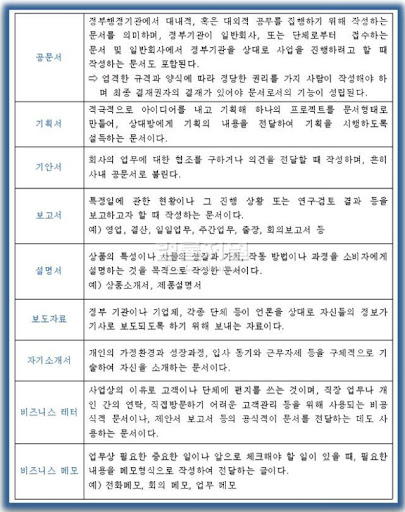 공문서
정부행정기관에서 대내적, 혹은 대외적 공무를 집행하기 위해 작성하는
문서를 의미하며, 정부기관이 일반회사, 또는 단체로부터 접수하는
문서 및 일반회사에서 정부기관을 상대로 사업을 진행하려고 할 때
작성하는 문서도 포함된다.
⇨ 엄격한 규격과 양식에 따라 정당한 권리를 가지 사람이 작성해야 하
며 최종 결재권자의 결재가 있어야 문서로서의 기능이 성립된다.
기획서
적극적으로 아이디어를 내고 기획해 하나의 프로젝트를 문서형태로
만들어, 상대방에게 기획의 내용을 전달하여 기획을 시행하도록
설득하는 문서이다.
기안서
회사의 업무에 대한 협조를 구하거나 의견을 전달할 때 작성하며, 흔히
사내 공문서로 불린다.
보고서
특정일에 관한 현황이나 그 진행 상황 또는 연구·검토 결과 등을
보고하고자 할 때 작성하는 문서이다.
예) 영업, 결산, 일일업무, 주간업무, 출장, 회의보고서 등
설명서
상품의 특성이나 사물의 성질과 가치, 작동 방법이나 과정을 소비자에게
설명하는 것을 목적으로 작성한 문서이다.
예) 상품소개서, 제품설명서
보도자료
정부 기관이나 기업체, 각종 단체 등이 언론을 상대로 자신들의 정보가
기사로 보도되도록 하기 위해 보내는 자료이다.
자기소개서
개인의 가정환경과 성장과정, 입사 동기와 근무자세 등을 구체적으로 기
술하여 자신을 소개하는 문서이다.
비즈니스 레터
사업상의 이유로 고객이나 단체에 편지를 쓰는 것이며, 직장 업무나 개
인 간의 연락, 직접방문하기 어려운 고객관리 등을 위해 사용되는 비공
식적 문서이나, 제안서 보고서 등의 공식적이 문서를 전달하는 데도 사
용하는 문서이다.
비즈니스 메모
업무상 필요한 중요한 일이나 앞으로 체크해야 할 일이 있을 때, 필요한
내용을 메모형식으로 작성하여 전달하는 글이다.
예) 전화메모, 회의 메모, 업무 메모